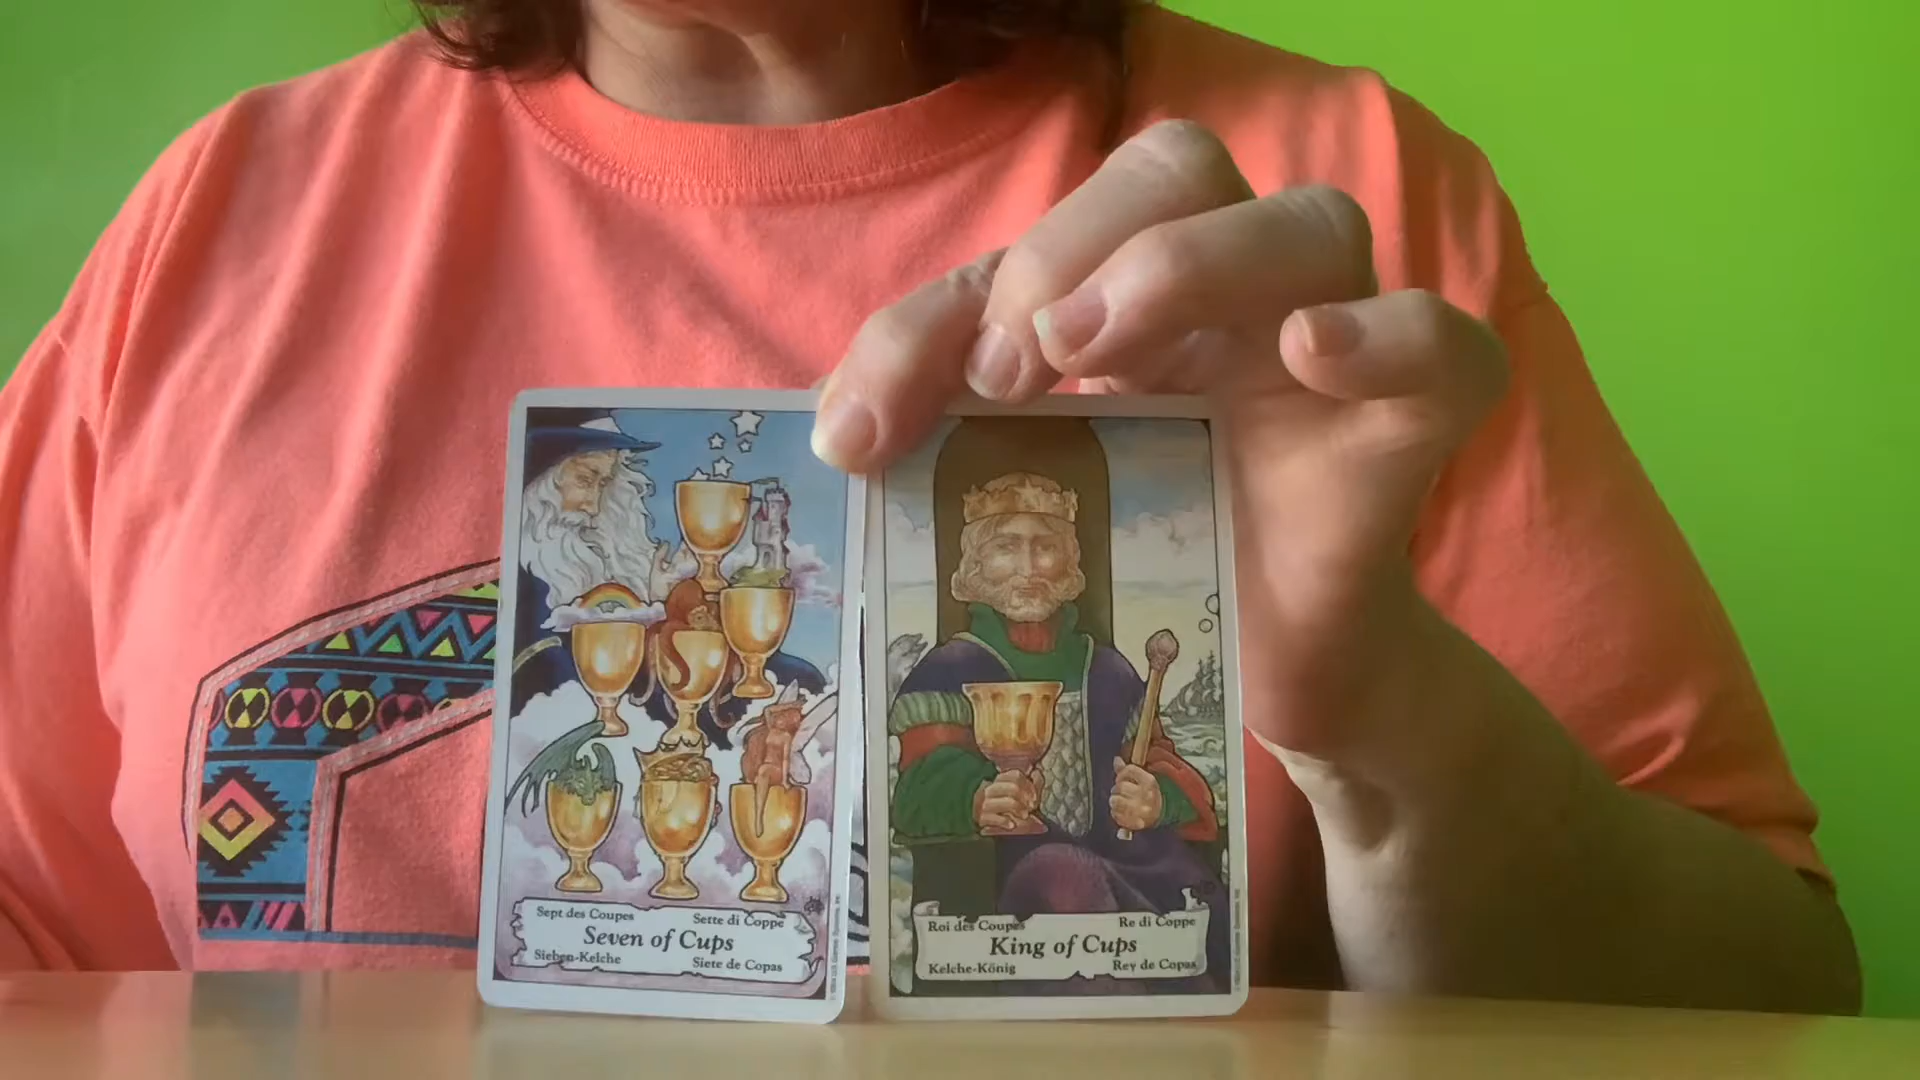 Sept des Coupes Sette di Coppe
Seven of Cups
Sieben-Kelche Siete de Copas
Roi des Coupes Re di Coppe
King of Cups
Kelche-König Rey de Copas